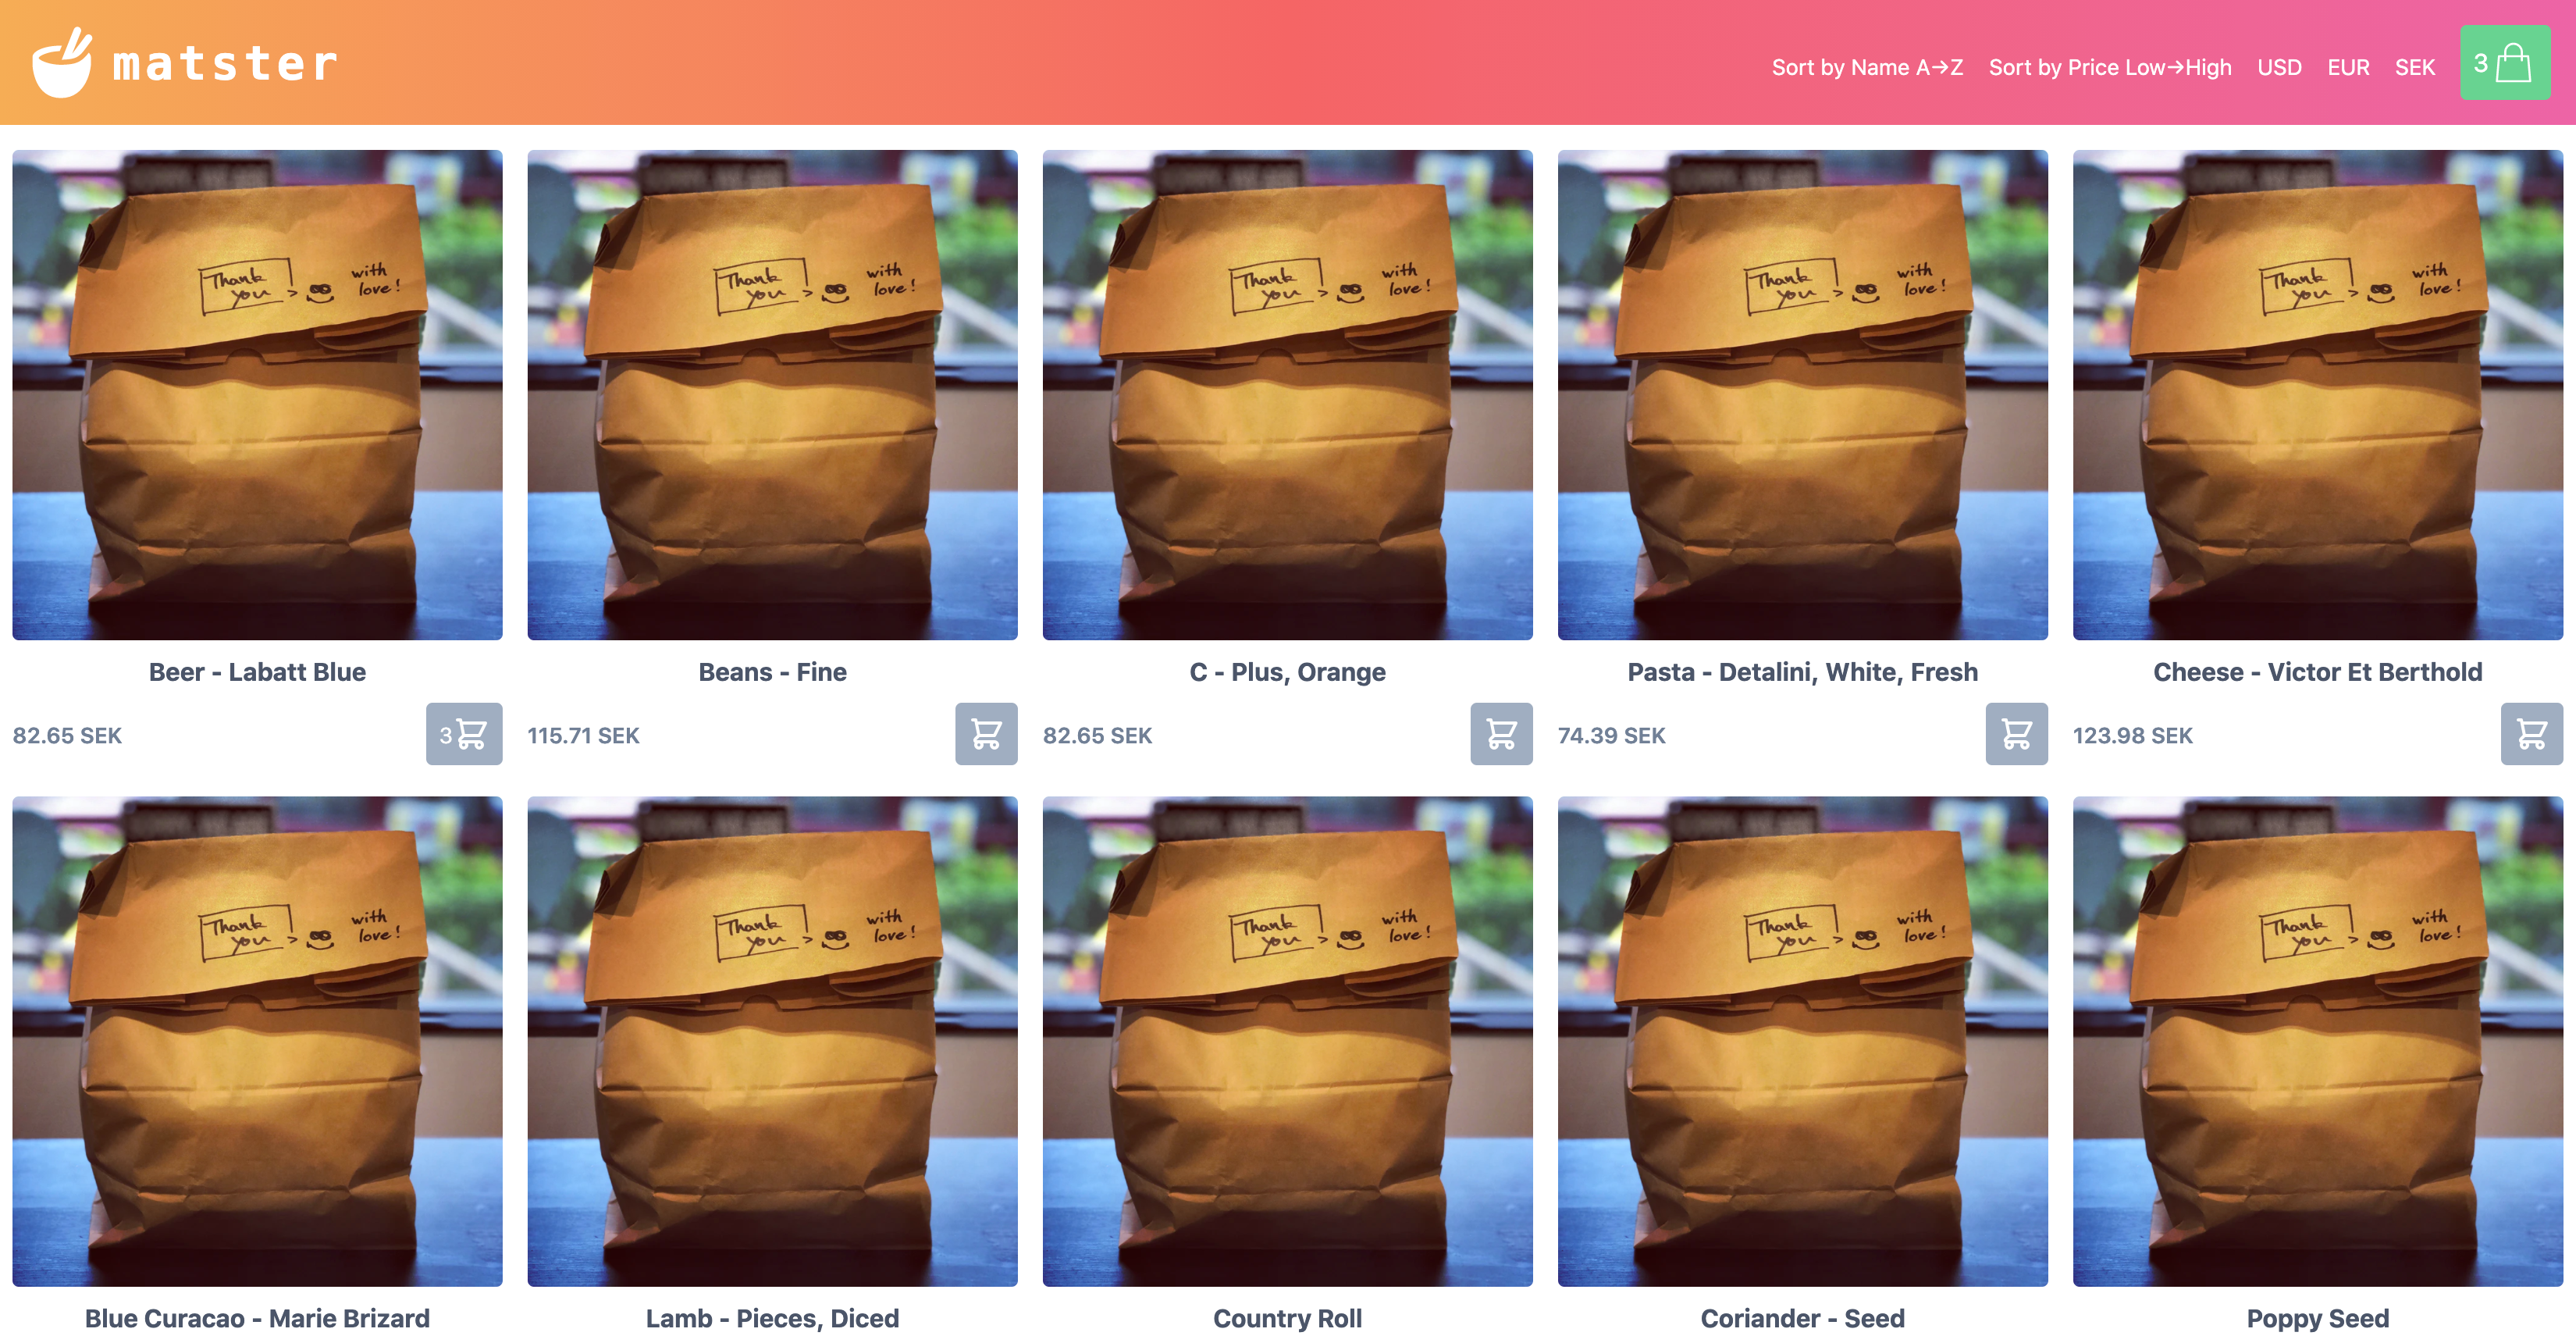 matster
Sort by Name A→Z Sort by Price Low→High USD EUR SEK 3
Thank you > with love!
Thank you > with love!
Thank you > with love!
Thank you > with love!
Thank you > with love!
Beer - Labatt Blue
Beans - Fine
C - Plus, Orange
Pasta - Detalini, White, Fresh
Cheese - Victor Et Berthold
82.65 SEK 3
115.71 SEK
82.65 SEK
74.39 SEK
123.98 SEK
Thank you > with love!
Thank you > with love!
Thank you > with love!
Thank you > with love!
Thank you > with love!
Blue Curacao - Marie Brizard
Lamb - Pieces, Diced
Country Roll
Coriander - Seed
Poppy Seed